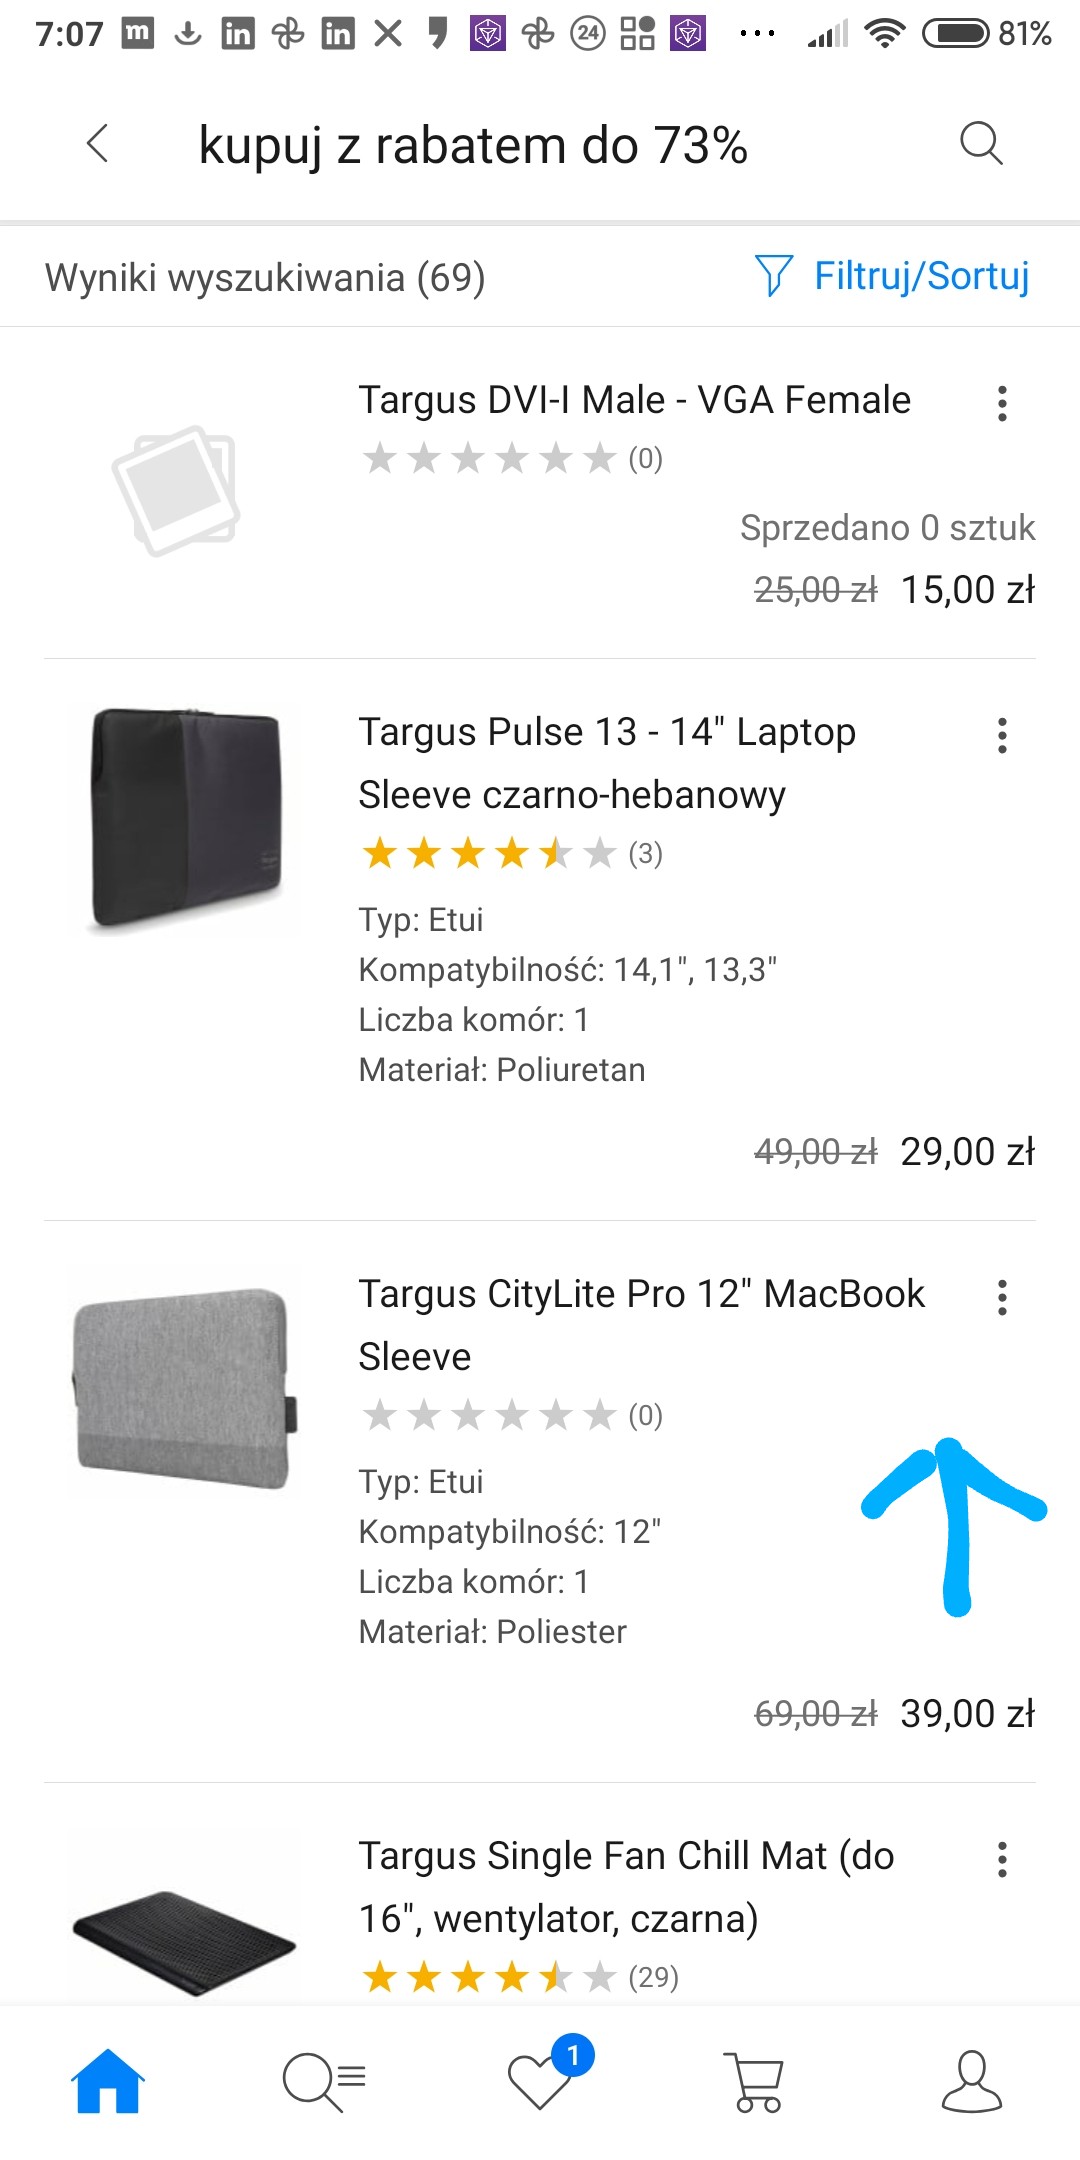 7:07 m in in 24 81%
kupuj z rabatem do 73%
Wyniki wyszukiwania (69) Filtruj/Sortuj
Targus DVI-I Male - VGA Female
(0)
Sprzedano 0 sztuk
25,00 zł 15,00 zł
Targus Pulse 13 - 14" Laptop
Sleeve czarno-hebanowy
(3)
Typ: Etui
Kompatybilność: 14,1", 13,3"
Liczba komór: 1
Materiał: Poliuretan
49,00 zł 29,00 zł
Targus CityLite Pro 12" MacBook
Sleeve
(0)
Typ: Etui
Kompatybilność: 12"
Liczba komór: 1
Materiał: Poliester
69,00 zł 39,00 zł
Targus Single Fan Chill Mat (do
16", wentylator, czarna)
(29)
1